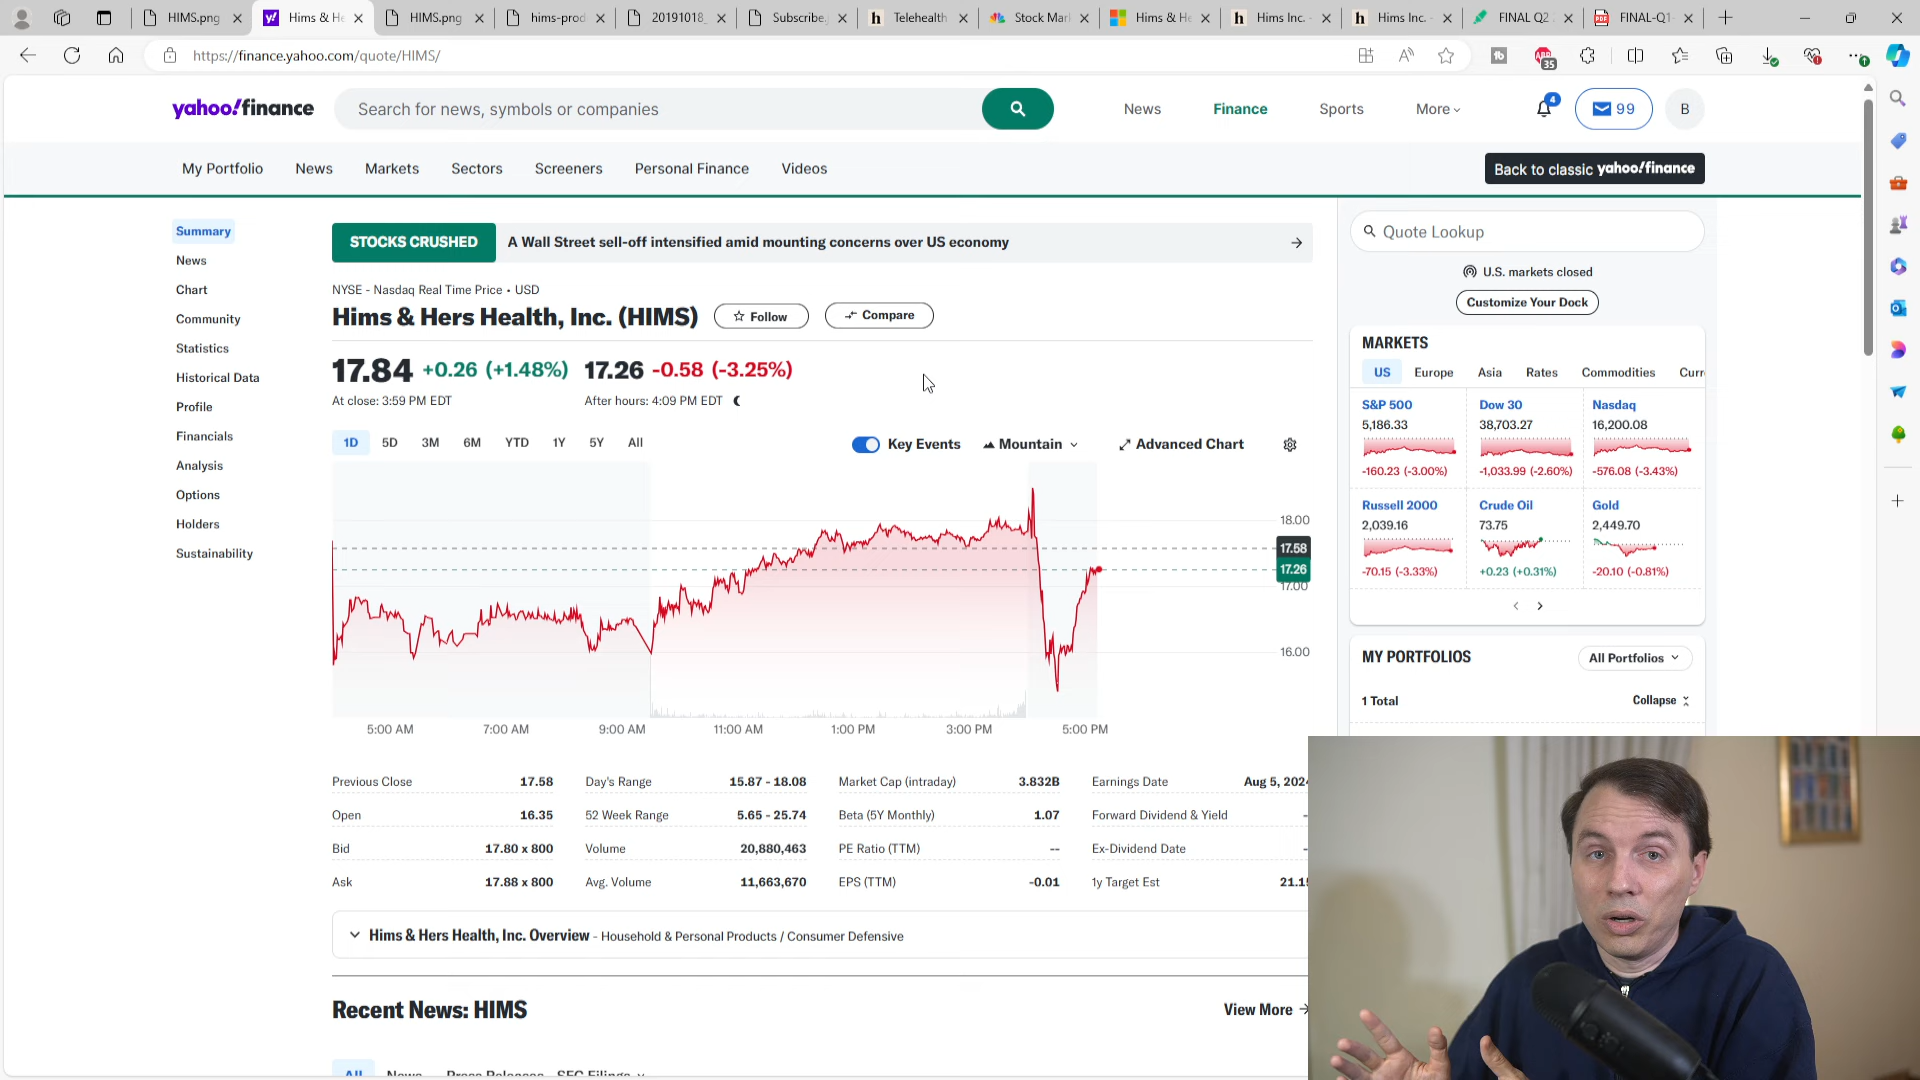 HIMS.png
Hims & He
HIMS.png
hims-prod
20191018_
Subscribe.
Telehealth
Stock Mar
Hims & He
Hims Inc. -
Hims Inc. -
FINAL Q2
FINAL-Q1-
https://finance.yahoo.com/quote/HIMS/
35
yahoo!finance
Search for news, symbols or companies
News
Finance
Sports
More
4
99
B
My Portfolio
News
Markets
Sectors
Screeners
Personal Finance
Videos
Back to classic yahoo!finance
Summary
News
Chart
Community
Statistics
Historical Data
Profile
Financials
Analysis
Options
Holders
Sustainability
STOCKS CRUSHED
A Wall Street sell-off intensified amid mounting concerns over US economy
NYSE - Nasdaq Real Time Price • USD
Hims & Hers Health, Inc. (HIMS)
Follow
Compare
17.84 +0.26 (+1.48%)
17.26 -0.58 (-3.25%)
At close: 3:59 PM EDT
After hours: 4:09 PM EDT
1D
5D
3M
6M
YTD
1Y
5Y
All
Key Events
Mountain
Advanced Chart
18.00
17.58
17.26
17.00
16.00
5:00 AM
7:00 AM
9:00 AM
11:00 AM
1:00 PM
3:00 PM
5:00 PM
Previous Close 17.58
Day's Range 15.87 - 18.08
Market Cap (intraday) 3.832B
Earnings Date Aug 5, 2024
Open 16.35
52 Week Range 5.65 - 25.74
Beta (5Y Monthly) 1.07
Forward Dividend & Yield -
Bid 17.80 x 800
Volume 20,880,463
PE Ratio (TTM) --
Ex-Dividend Date -
Ask 17.88 x 800
Avg. Volume 11,663,670
EPS (TTM) -0.01
1y Target Est 21.15
Hims & Hers Health, Inc. Overview - Household & Personal Products / Consumer Defensive
Recent News: HIMS
View More
All
News
Press Releases
SEC Filings
Quote Lookup
U.S. markets closed
Customize Your Dock
MARKETS
US
Europe
Asia
Rates
Commodities
Curr
S&P 500
5,186.33
-160.23 (-3.00%)
Dow 30
38,703.27
-1,033.99 (-2.60%)
Nasdaq
16,200.08
-576.08 (-3.43%)
Russell 2000
2,039.16
-70.15 (-3.33%)
Crude Oil
73.75
+0.23 (+0.31%)
Gold
2,449.70
-20.10 (-0.81%)
MY PORTFOLIOS
All Portfolios
1 Total
Collapse